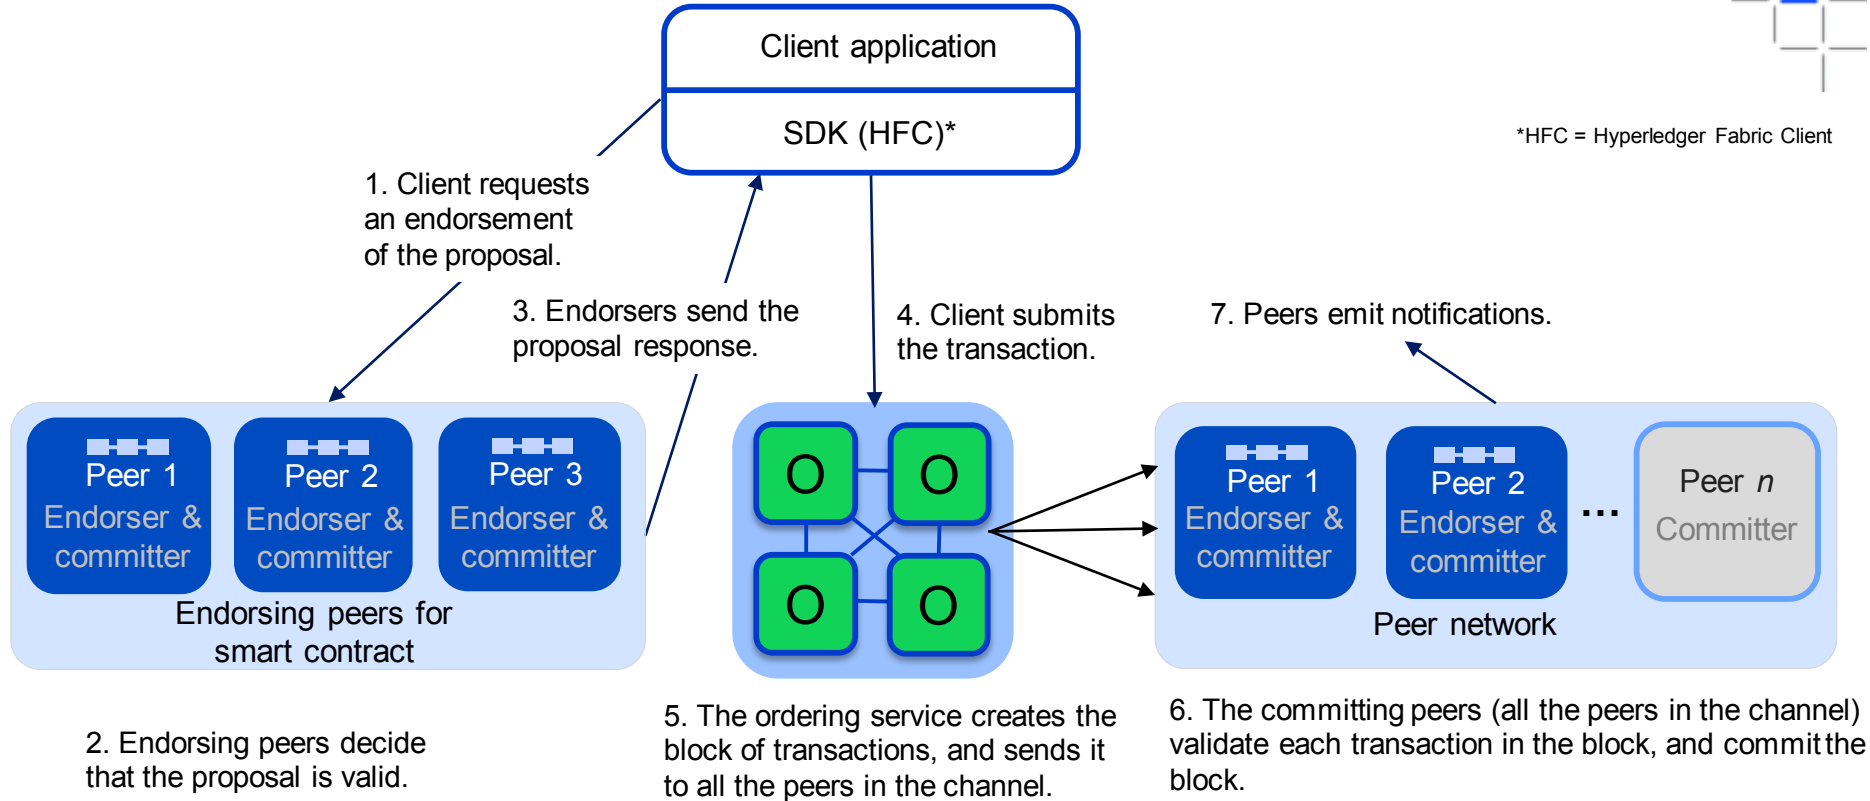 Client application
SDK (HFC)*
*HFC = Hyperledger Fabric Client
1. Client requests
an endorsement
of the proposal.
3. Endorsers send the
proposal response.
4. Client submits
the transaction.
7. Peers emit notifications.
Peer 1
Endorser &
committer
Peer 2
Endorser &
committer
Peer 3
Endorser &
committer
Endorsing peers for
smart contract
O
O
O
O
Peer 1
Endorser &
committer
Peer 2
Endorser &
committer
...
Peer n
Committer
Peer network
2. Endorsing peers decide
that the proposal is valid.
5. The ordering service creates the
block of transactions, and sends it
to all the peers in the channel.
6. The committing peers (all the peers in the channel)
validate each transaction in the block, and commit the
block.